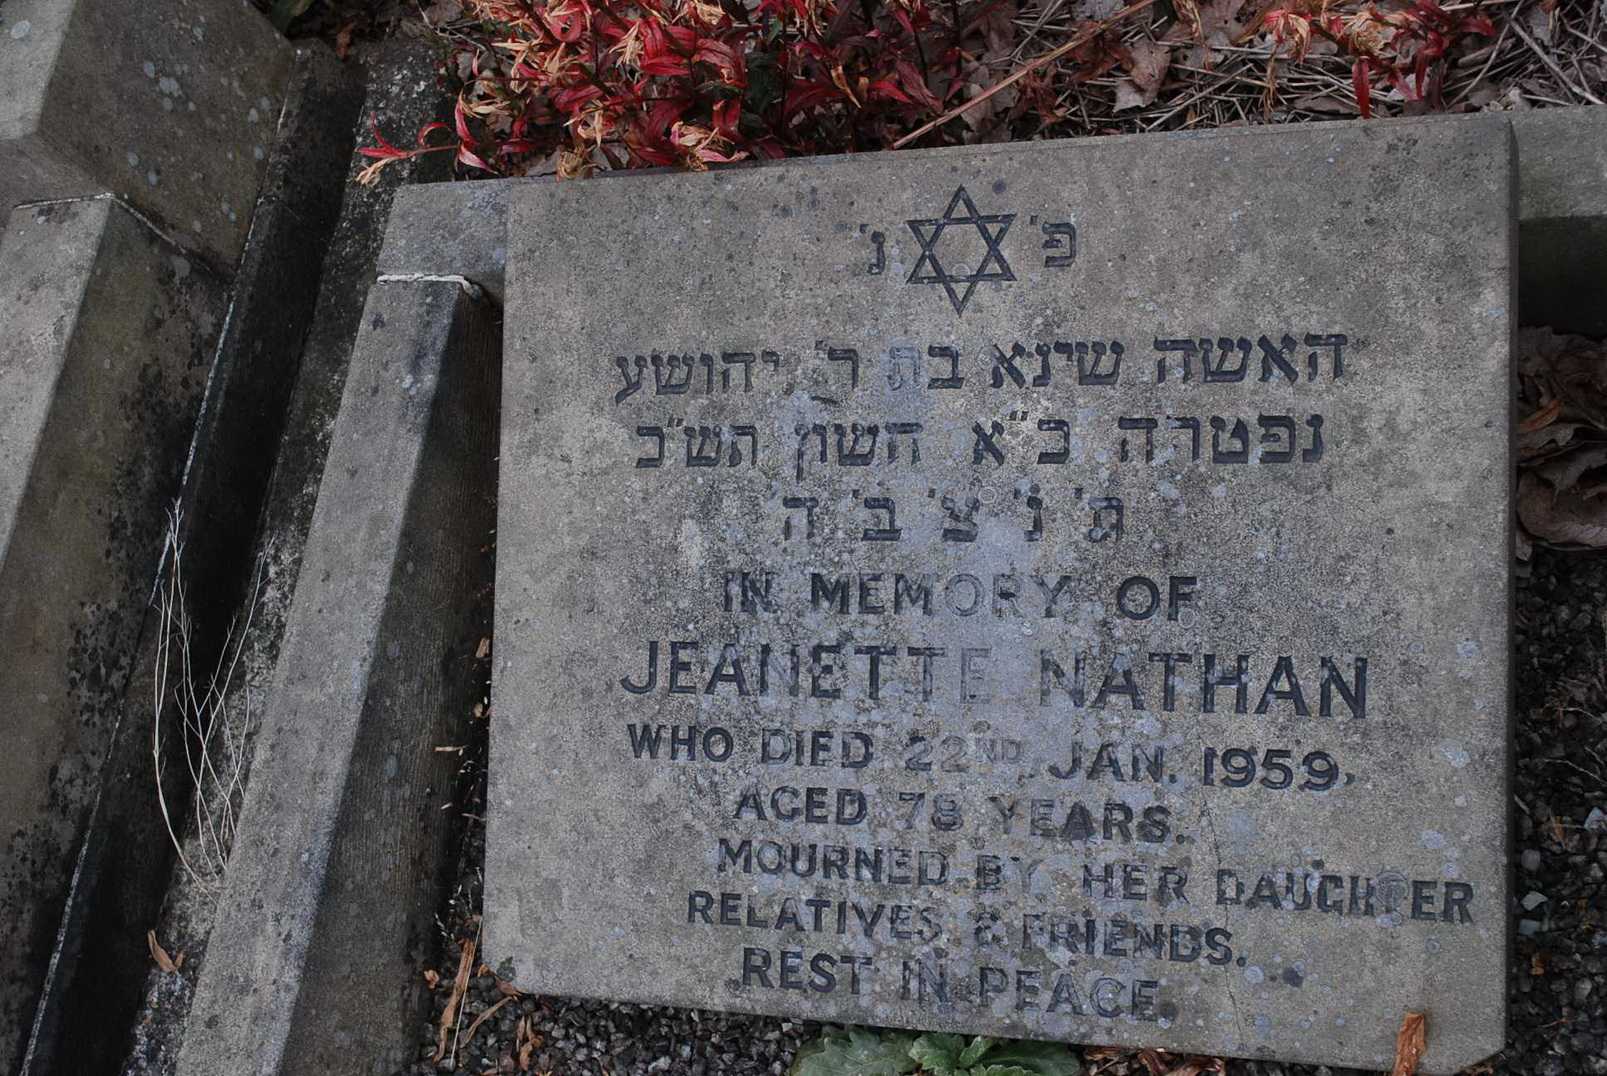 פ' נ'
האשה שינא בת ר' יהושע
נפטרה כ"א חשון תש"כ
ת' נ' צ' ב' ה'
IN MEMORY OF
JEANETTE NATHAN
WHO DIED 22ND JAN. 1959,
AGED 78 YEARS.
MOURNED BY HER DAUGHTER
RELATIVES & FRIENDS.
REST IN PEACE.